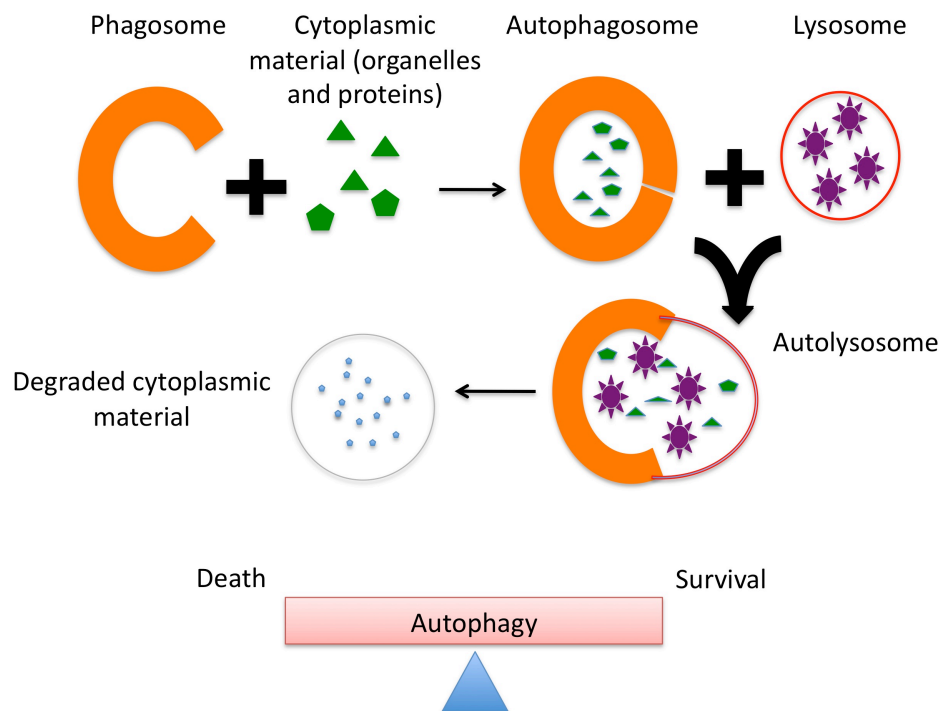 Phagosome
Cytoplasmic
material (organelles
and proteins)
Autophagosome
Lysosome
Autolysosome
Degraded cytoplasmic
material
Death
Survival
Autophagy